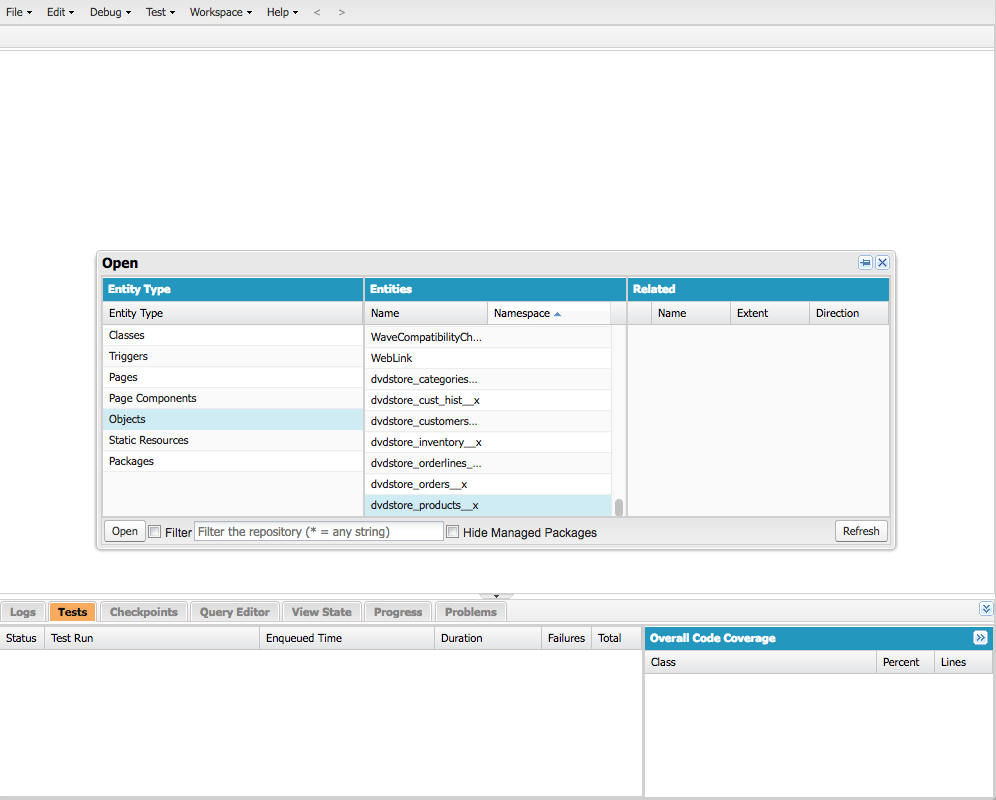 File Edit Debug Test Workspace Help < >
Open
Entity Type Entities Related
Entity Type Name Namespace Name Extent Direction
Classes WaveCompatibilityCh...
Triggers WebLink
Pages dvdstore_categories...
Page Components dvdstore_cust_hist__x
Objects dvdstore_customers...
Static Resources dvdstore_inventory__x
Packages dvdstore_orderlines_...
dvdstore_orders__x
dvdstore_products__x
Open Filter Filter the repository (* = any string) Hide Managed Packages Refresh
Logs Tests Checkpoints Query Editor View State Progress Problems
Status Test Run Enqueued Time Duration Failures Total Overall Code Coverage
Class Percent Lines